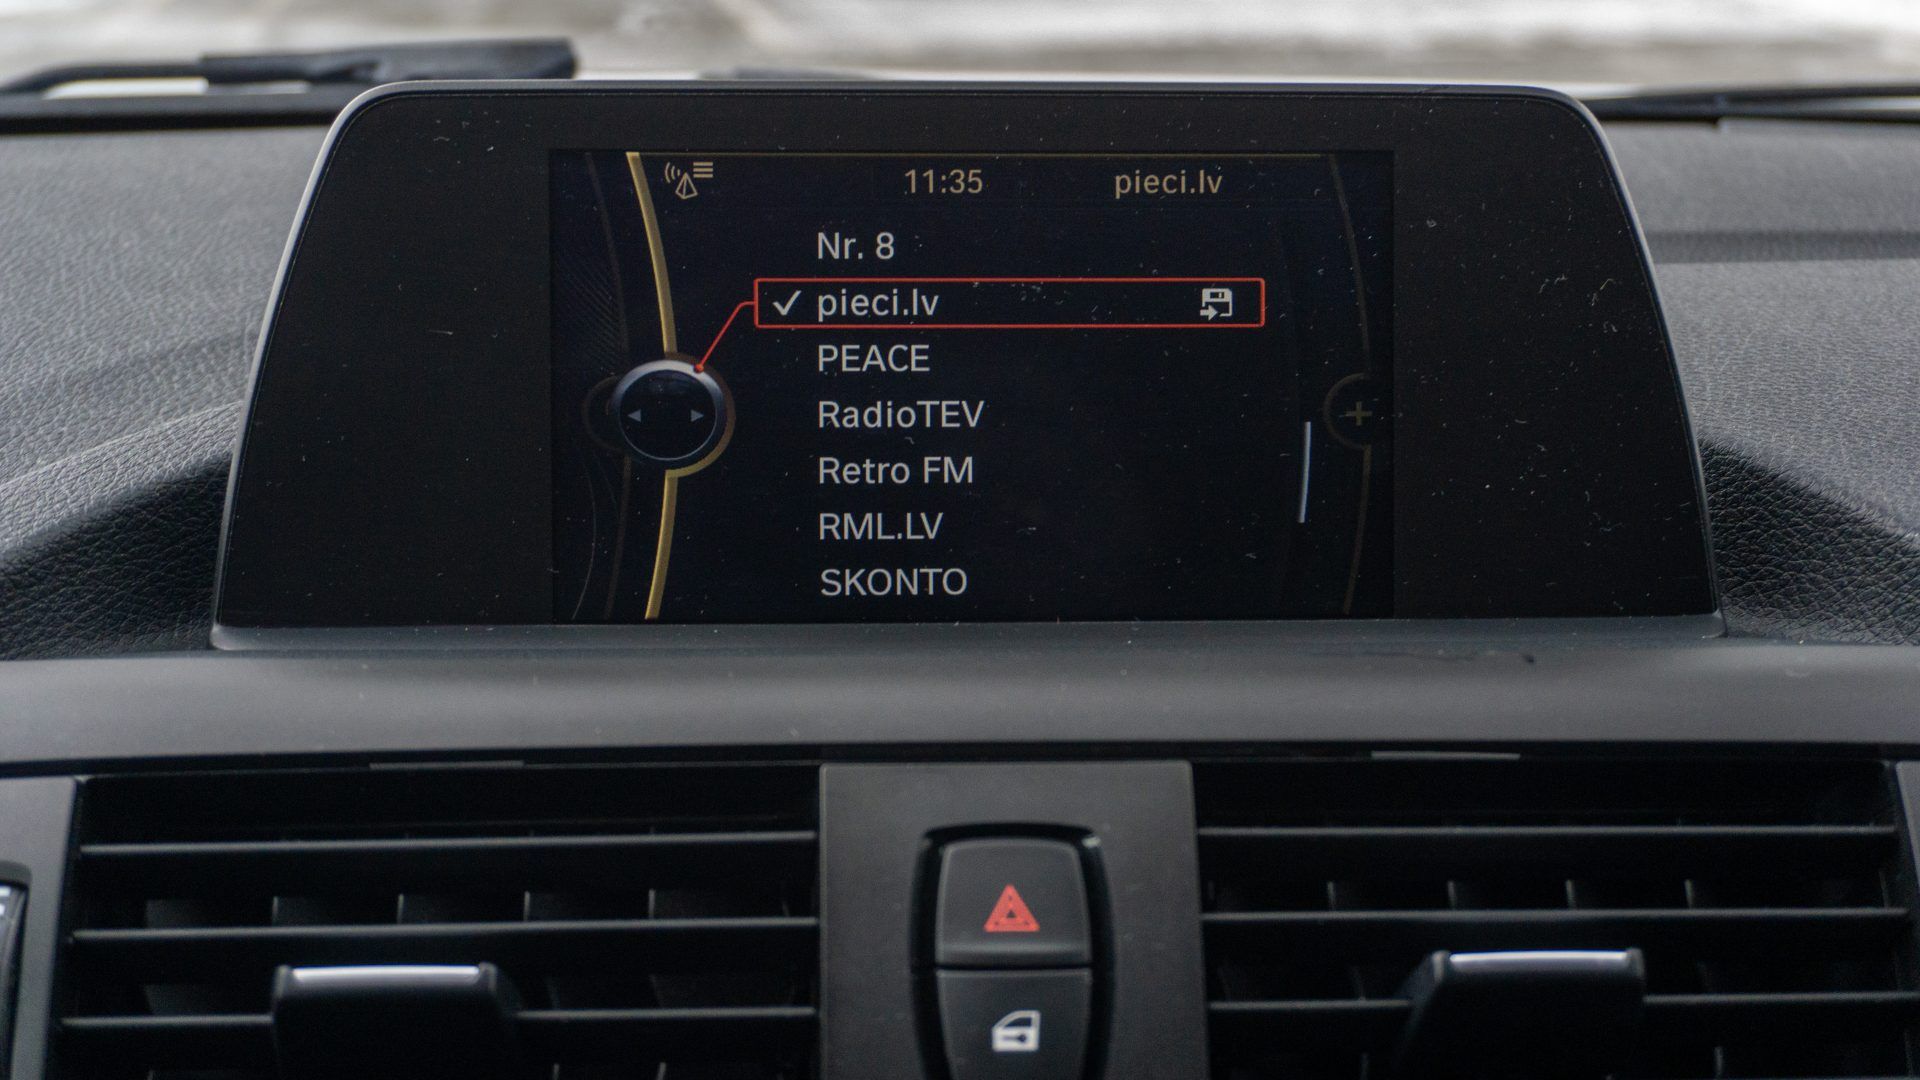 11:35 pieci.lv
Nr. 8
pieci.lv
PEACE
RadioTEV
Retro FM
RML.LV
SKONTO